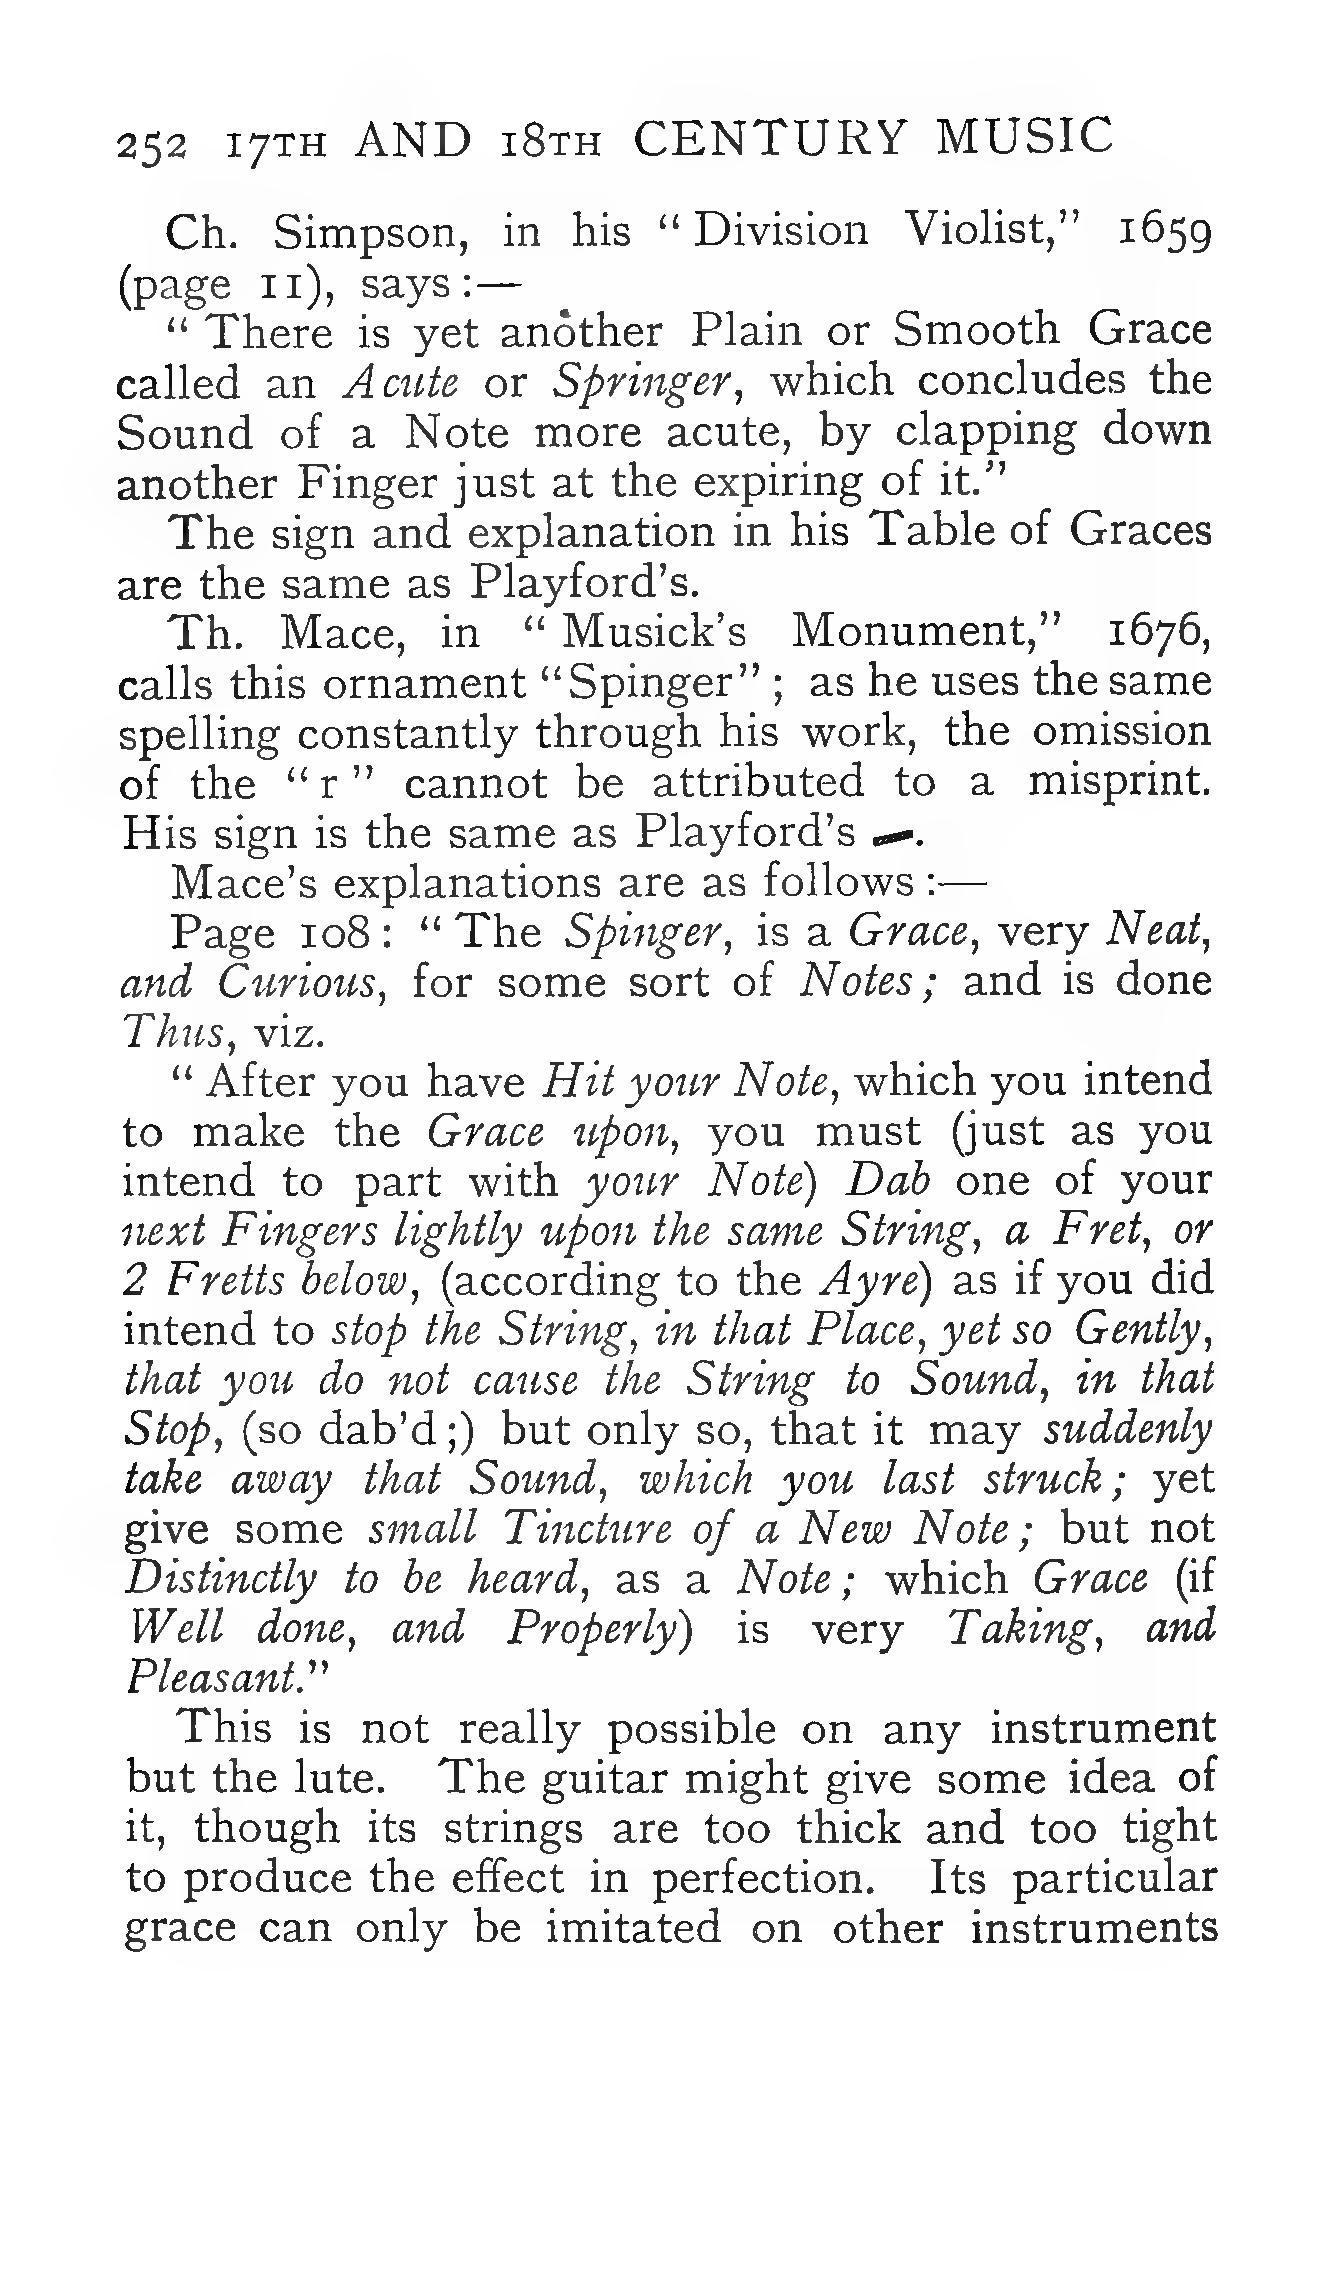 252 17TH AND 18TH CENTURY MUSIC
Ch. Simpson, in his “ Division Violist,” 1659
(page 11), says :—
“ There is yet another Plain or Smooth Grace
called an Acute or Springer, which concludes the
Sound of a Note more acute, by clapping down
another Finger just at the expiring of it.”
The sign and explanation in his Table of Graces
are the same as Playford’s.
Th. Mace, in “ Musick’s Monument,” 1676,
calls this ornament “Spinger” ; as he uses the same
spelling constantly through his work, the omission
of the “ r ” cannot be attributed to a misprint.
His sign is the same as Playford’s .
Mace’s explanations are as follows :—
Page 108 : “ The Spinger, is a Grace, very Neat,
and Curious, for some sort of Notes ; and is done
Thus, viz.
“ After you have Hit your Note, which you intend
to make the Grace upon, you must (just as you
intend to part with your Note) Dab one of your
next Fingers lightly upon the same String, a Fret, or
2 Fretts below, (according to the Ayre) as if you did
intend to stop the String, in that Place, yet so Gently,
that you do not cause the String to Sound, in that
Stop, (so dab’d ;) but only so, that it may suddenly
take away that Sound, which you last struck ; yet
give some small Tincture of a New Note ; but not
Distinctly to be heard, as a Note ; which Grace (if
Well done, and Properly) is very Taking, and
Pleasant.”
This is not really possible on any instrument
but the lute. The guitar might give some idea of
it, though its strings are too thick and too tight
to produce the effect in perfection. Its particular
grace can only be imitated on other instruments